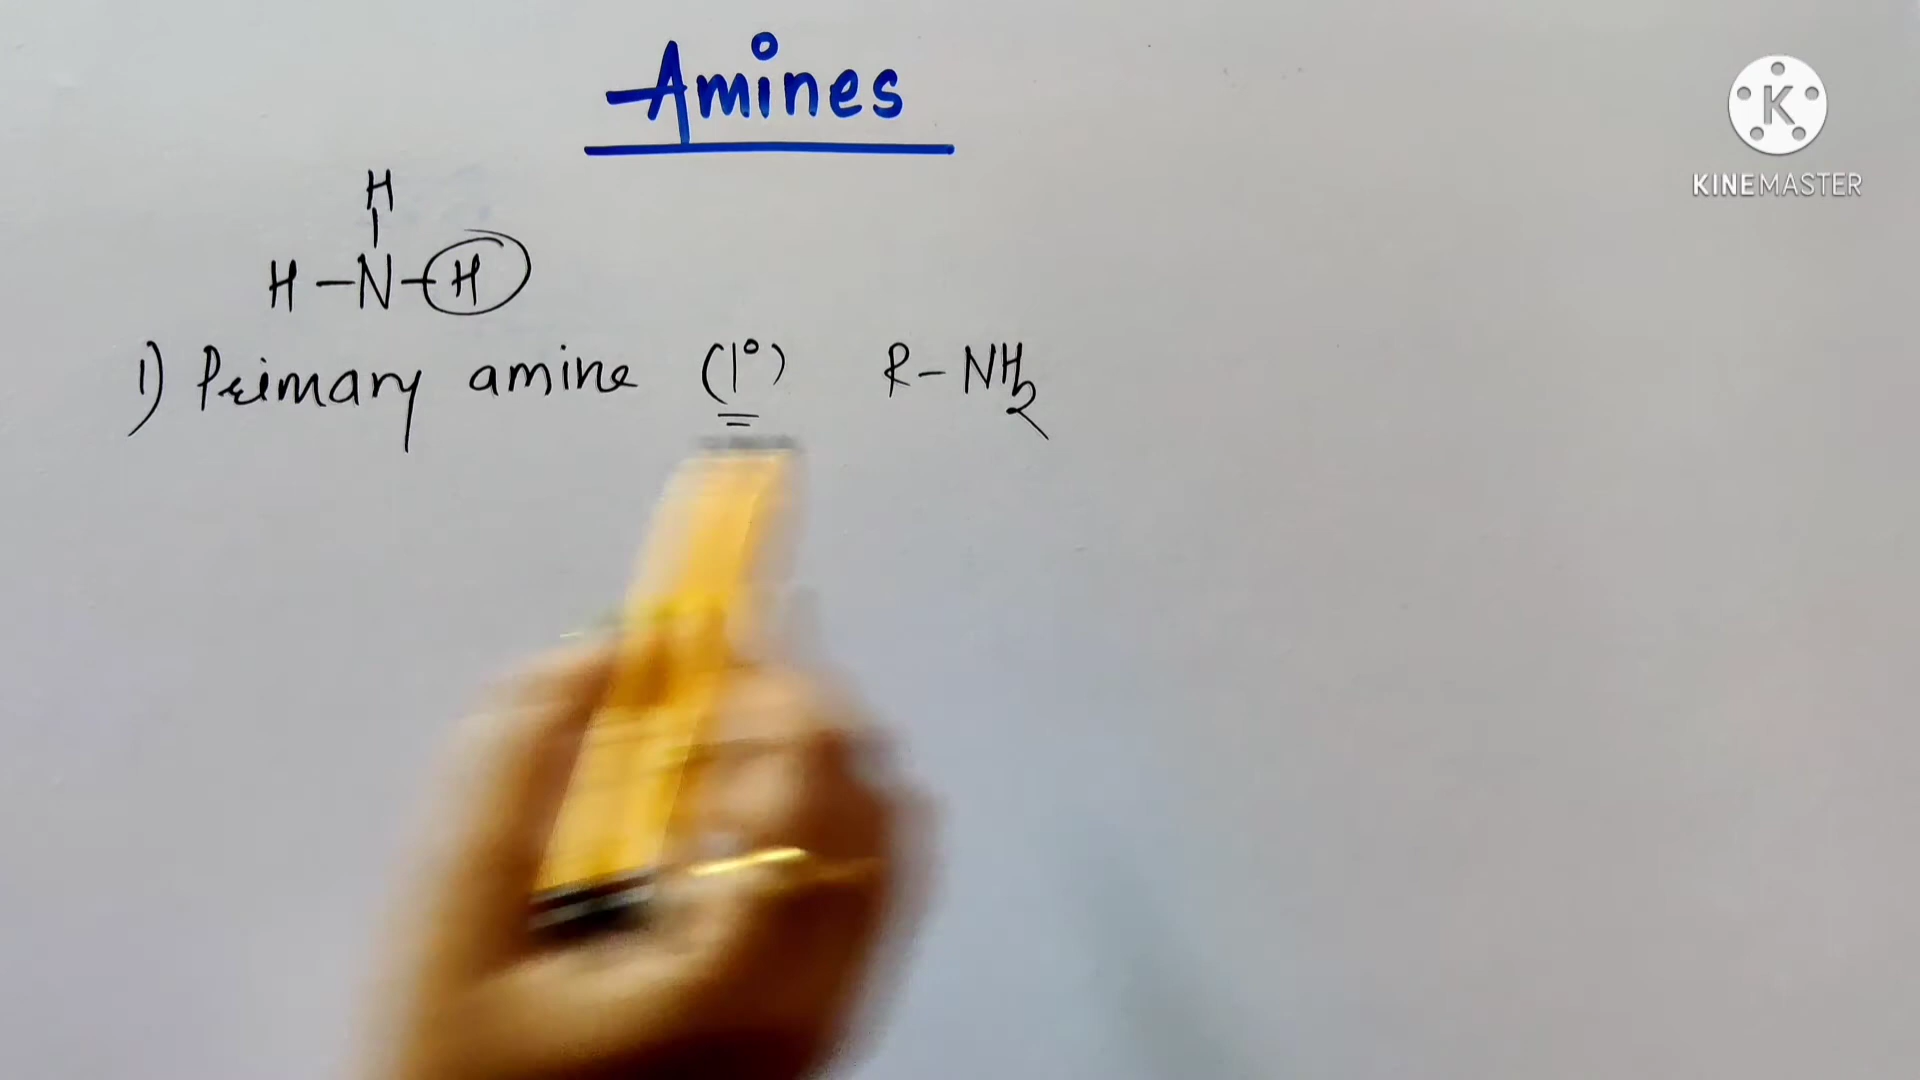 Amines
H
H-N-H
1) Primary amine (1°) R-NH2
K
KINEMASTER